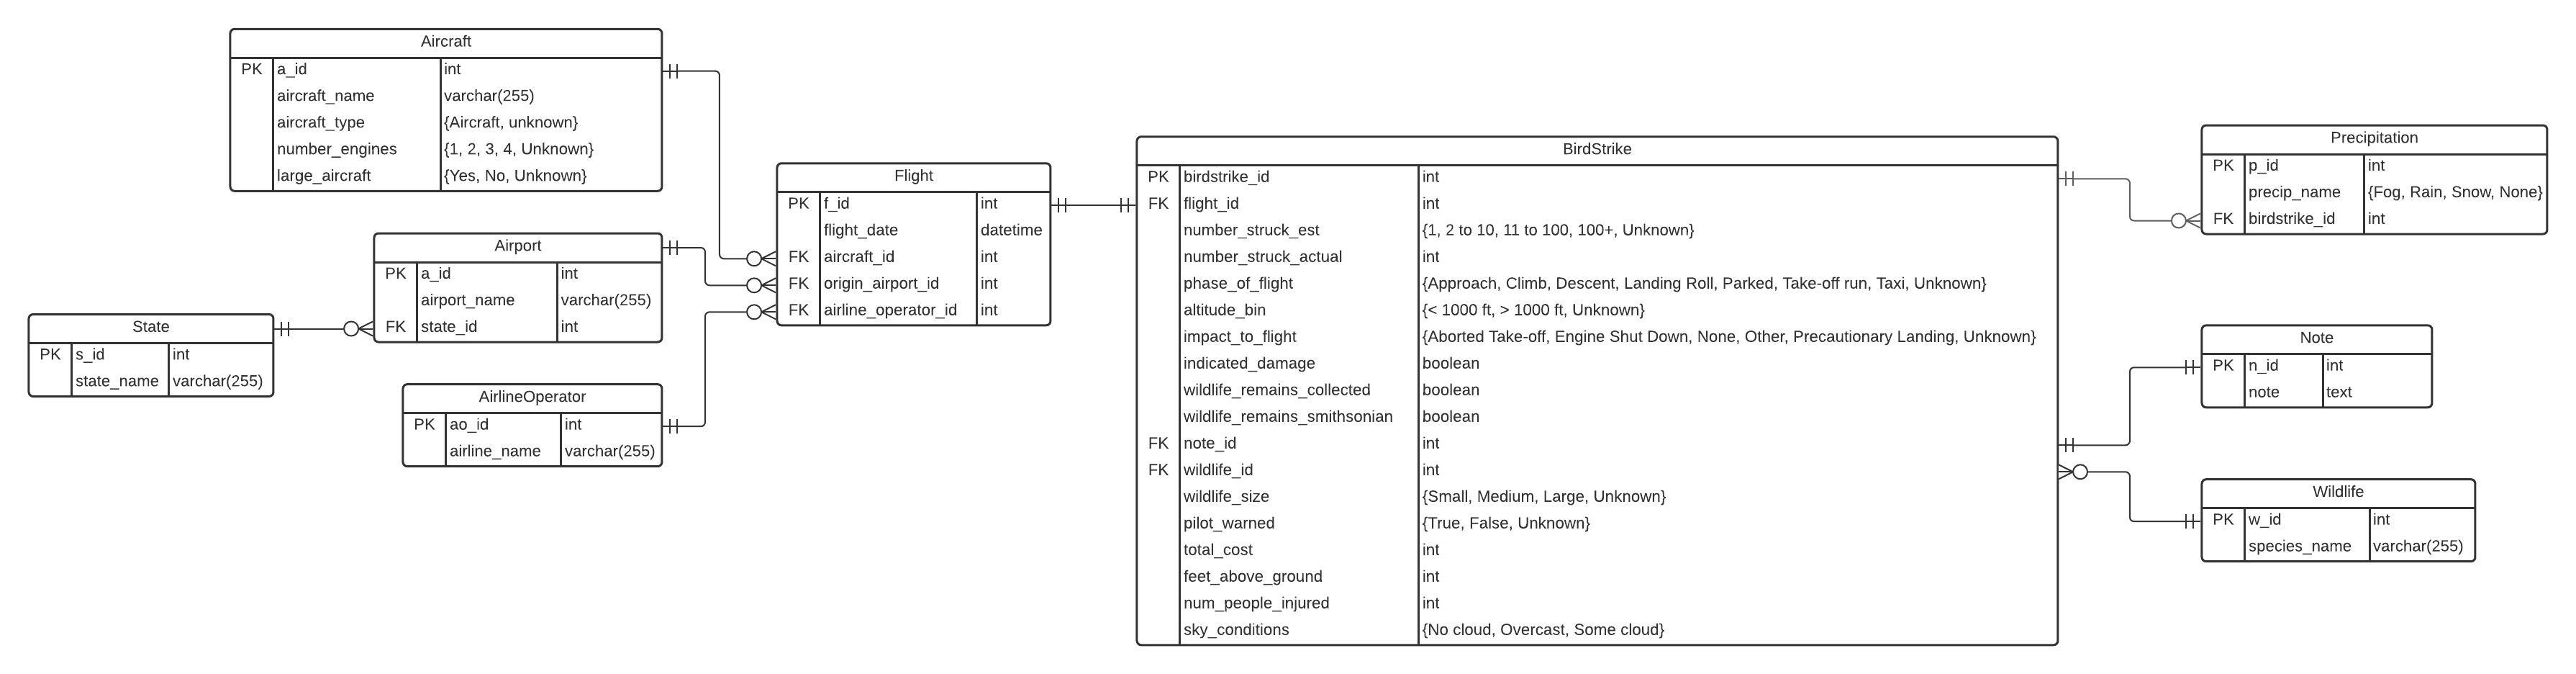 Aircraft
PK a_id int
aircraft_name varchar(255)
aircraft_type {Aircraft, unknown}
number_engines {1, 2, 3, 4, Unknown}
large_aircraft {Yes, No, Unknown}
Airport
PK a_id int
airport_name varchar(255)
FK state_id int
State
PK s_id int
state_name varchar(255)
AirlineOperator
PK ao_id int
airline_name varchar(255)
Flight
PK f_id int
flight_date datetime
FK aircraft_id int
FK origin_airport_id int
FK airline_operator_id int
BirdStrike
PK birdstrike_id int
FK flight_id int
number_struck_est {1, 2 to 10, 11 to 100, 100+, Unknown}
number_struck_actual int
phase_of_flight {Approach, Climb, Descent, Landing Roll, Parked, Take-off run, Taxi, Unknown}
altitude_bin {< 1000 ft, > 1000 ft, Unknown}
impact_to_flight {Aborted Take-off, Engine Shut Down, None, Other, Precautionary Landing, Unknown}
indicated_damage boolean
wildlife_remains_collected boolean
wildlife_remains_smithsonian boolean
FK note_id int
FK wildlife_id int
wildlife_size {Small, Medium, Large, Unknown}
pilot_warned {True, False, Unknown}
total_cost int
feet_above_ground int
num_people_injured int
sky_conditions {No cloud, Overcast, Some cloud}
Precipitation
PK p_id int
precip_name {Fog, Rain, Snow, None}
FK birdstrike_id int
Note
PK n_id int
note text
Wildlife
PK w_id int
species_name varchar(255)